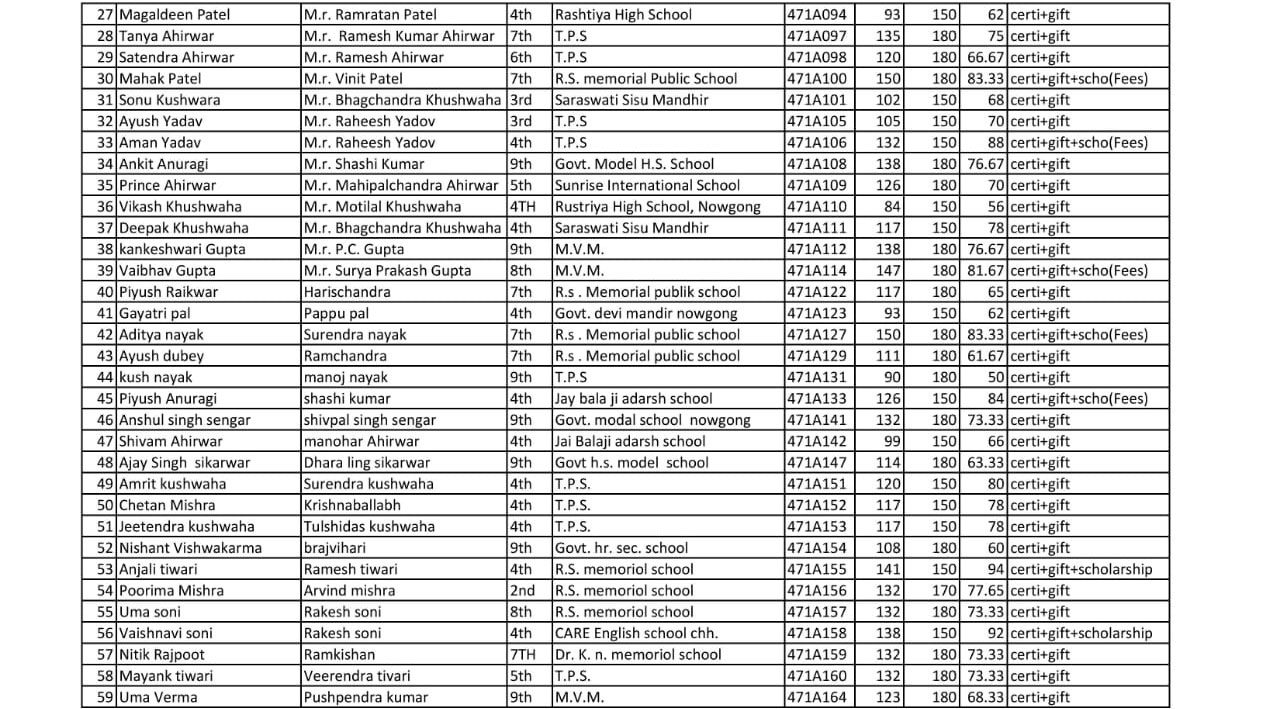 27 Magaldeen Patel M.r. Ramratan Patel 4th Rashtiya High School 471A094 93 150 62 certi+gift
28 Tanya Ahirwar M.r. Ramesh Kumar Ahirwar 7th T.P.S 471A097 135 180 75 certi+gift
29 Satendra Ahirwar M.r. Ramesh Ahirwar 6th T.P.S 471A098 120 180 66.67 certi+gift
30 Mahak Patel M.r. Vinit Patel 7th R.S. memorial Public School 471A100 150 180 83.33 certi+gift+scho(Fees)
31 Sonu Kushwara M.r. Bhagchandra Khushwaha 3rd Saraswati Sisu Mandhir 471A101 102 150 68 certi+gift
32 Ayush Yadav M.r. Raheesh Yadov 3rd T.P.S 471A105 105 150 70 certi+gift
33 Aman Yadav M.r. Raheesh Yadov 4th T.P.S 471A106 132 150 88 certi+gift+scho(Fees)
34 Ankit Anuragi M.r. Shashi Kumar 9th Govt. Model H.S. School 471A108 138 180 76.67 certi+gift
35 Prince Ahirwar M.r. Mahipalchandra Ahirwar 5th Sunrise International School 471A109 126 180 70 certi+gift
36 Vikash Khushwaha M.r. Motilal Khushwaha 4TH Rustriya High School, Nowgong 471A110 84 150 56 certi+gift
37 Deepak Khushwaha M.r. Bhagchandra Khushwaha 4th Saraswati Sisu Mandhir 471A111 117 150 78 certi+gift
38 kankeshwari Gupta M.r. P.C. Gupta 9th M.V.M. 471A112 138 180 76.67 certi+gift
39 Vaibhav Gupta M.r. Surya Prakash Gupta 8th M.V.M. 471A114 147 180 81.67 certi+gift+scho(Fees)
40 Piyush Raikwar Harischandra 7th R.s . Memorial publik school 471A122 117 180 65 certi+gift
41 Gayatri pal Pappu pal 4th Govt. devi mandir nowgong 471A123 93 150 62 certi+gift
42 Aditya nayak Surendra nayak 7th R.s . Memorial public school 471A127 150 180 83.33 certi+gift+scho(Fees)
43 Ayush dubey Ramchandra 7th R.s . Memorial public school 471A129 111 180 61.67 certi+gift
44 kush nayak manoj nayak 9th T.P.S 471A131 90 180 50 certi+gift
45 Piyush Anuragi shashi kumar 4th Jay bala ji adarsh school 471A133 126 150 84 certi+gift+scho(Fees)
46 Anshul singh sengar shivpal singh sengar 9th Govt. modal school nowgong 471A141 132 180 73.33 certi+gift
47 Shivam Ahirwar manohar Ahirwar 4th Jai Balaji adarsh school 471A142 99 150 66 certi+gift
48 Ajay Singh sikarwar Dhara ling sikarwar 9th Govt h.s. model school 471A147 114 180 63.33 certi+gift
49 Amrit kushwaha Surendra kushwaha 4th T.P.S. 471A151 120 150 80 certi+gift
50 Chetan Mishra Krishnaballabh 4th T.P.S. 471A152 117 150 78 certi+gift
51 Jeetendra kushwaha Tulshidas kushwaha 4th T.P.S. 471A153 117 150 78 certi+gift
52 Nishant Vishwakarma brajvihari 9th Govt. hr. sec. school 471A154 108 180 60 certi+gift
53 Anjali tiwari Ramesh tiwari 4th R.S. memoriol school 471A155 141 150 94 certi+gift+scholarship
54 Poorima Mishra Arvind mishra 2nd R.S. memoriol school 471A156 132 170 77.65 certi+gift
55 Uma soni Rakesh soni 8th R.S. memoriol school 471A157 132 180 73.33 certi+gift
56 Vaishnavi soni Rakesh soni 4th CARE English school chh. 471A158 138 150 92 certi+gift+scholarship
57 Nitik Rajpoot Ramkishan 7TH Dr. K. n. memoriol school 471A159 132 180 73.33 certi+gift
58 Mayank tiwari Veerendra tivari 5th T.P.S. 471A160 132 180 73.33 certi+gift
59 Uma Verma Pushpendra kumar 9th M.V.M. 471A164 123 180 68.33 certi+gift